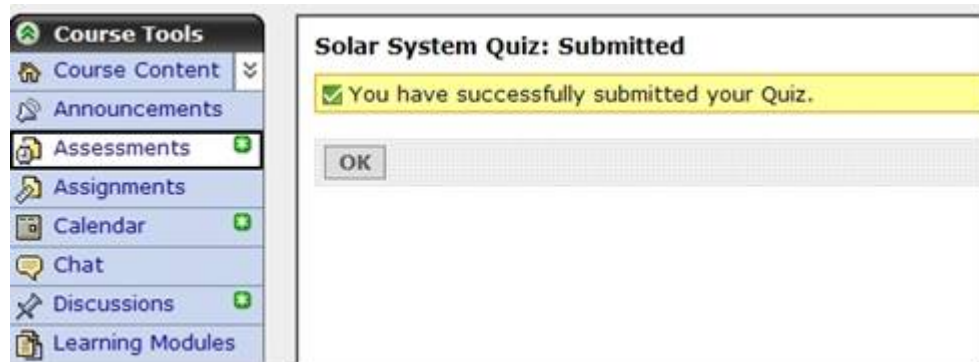 Course Tools
Course Content
Announcements
Assessments
Assignments
Calendar
Chat
Discussions
Learning Modules
Solar System Quiz: Submitted
You have successfully submitted your Quiz.
OK